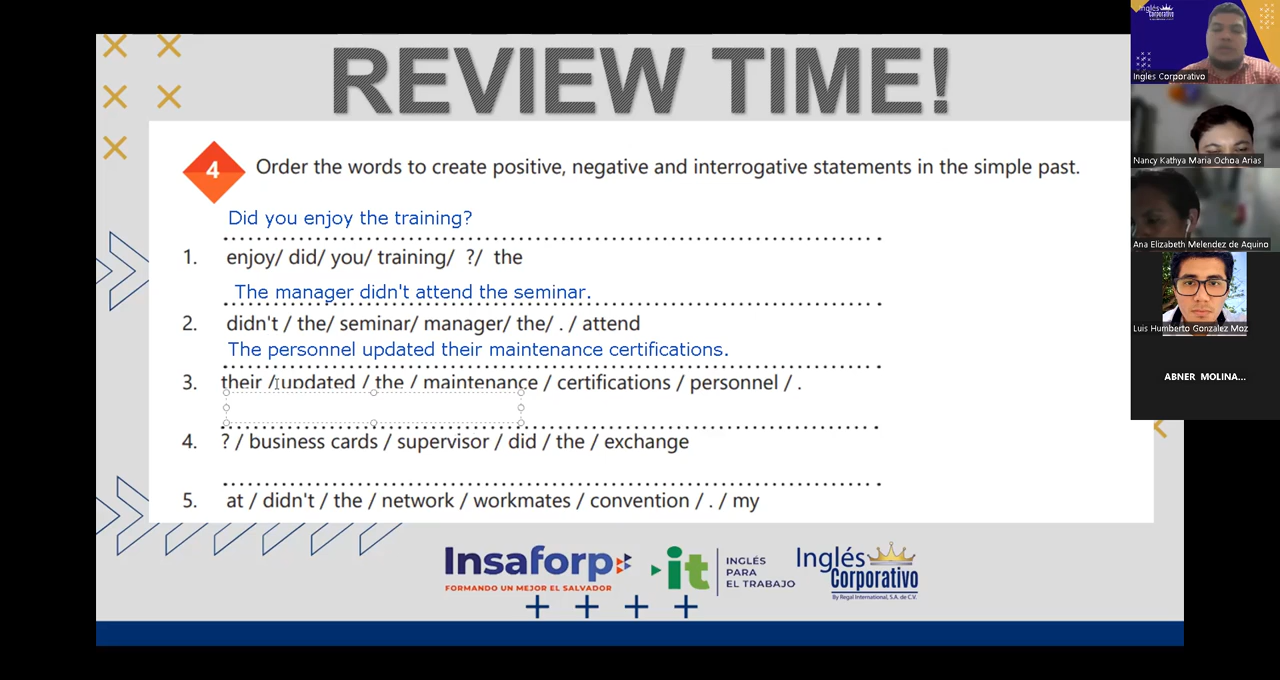 REVIEW TIME!
4
Order the words to create positive, negative and interrogative statements in the simple past.
Did you enjoy the training?
1. enjoy/ did/ you/ training/ ?/ the
The manager didn't attend the seminar.
2. didn't / the/ seminar/ manager/ the/ . / attend
The personnel updated their maintenance certifications.
3. their / updated / the / maintenance / certifications / personnel / .
4. ? / business cards / supervisor / did / the / exchange
5. at / didn't / the / network / workmates / convention / . / my
Insaforp
FORMANDO UN MEJOR EL SALVADOR
it
INGLÉS
PARA
EL TRABAJO
Inglés
Corporativo
By Regal International, S.A. de C.V.
Inglés
Corporativo
Ingles Corporativo
Nancy Kathya Maria Ochoa Arias
Ana Elizabeth Melendez de Aquino
Luis Humberto Gonzalez Moz
ABNER MOLINA...